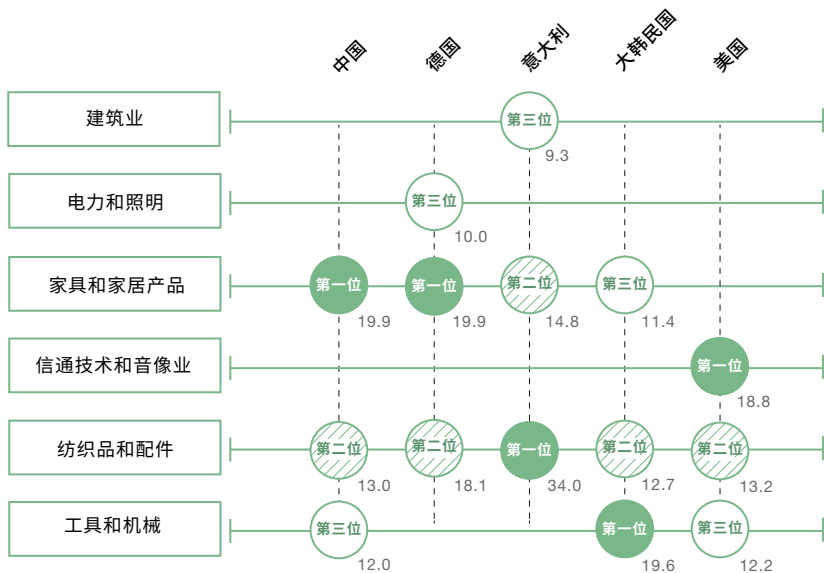 中国
德国
意大利
大韩民国
美国
建筑业
第三位
9.3
电力和照明
第三位
10.0
家具和家居产品
第一位
第一位
第二位
第三位
19.9
19.9
14.8
11.4
信通技术和音像业
第一位
18.8
纺织品和配件
第二位
第二位
第一位
第二位
第二位
13.0
18.1
34.0
12.7
13.2
工具和机械
第三位
第一位
第三位
12.0
19.6
12.2